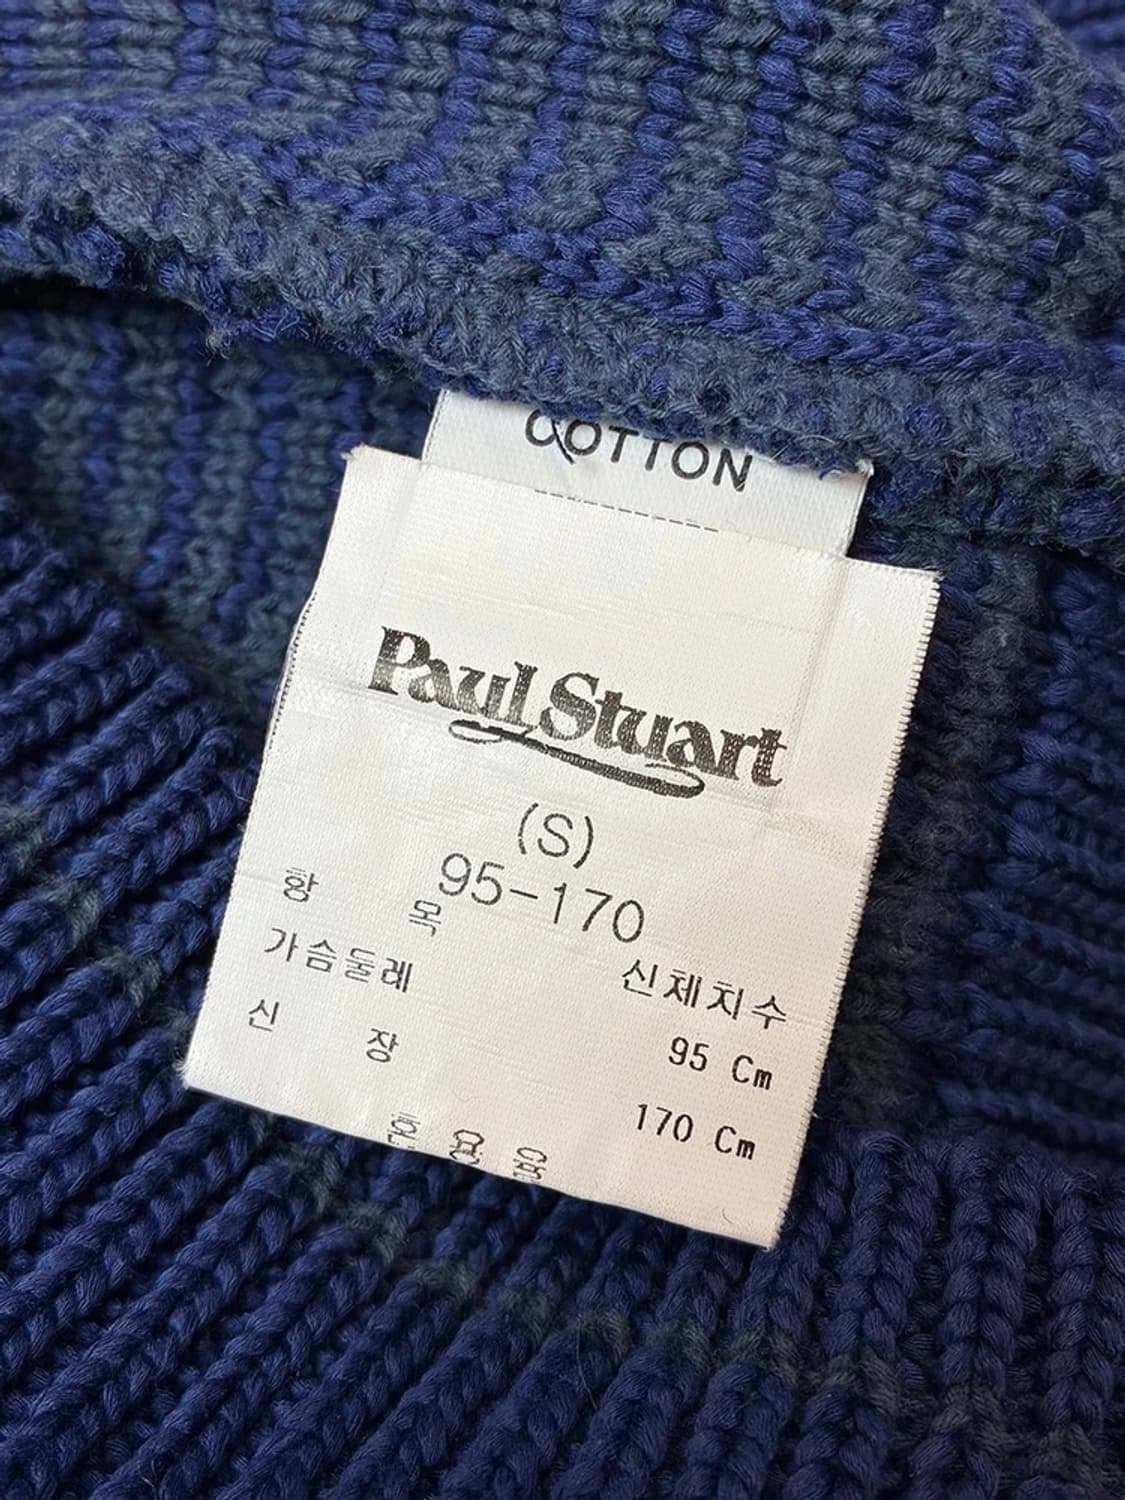 COTTON
Paul Stuart
(S)
95-170
항 목 신체치수
가슴둘레 95 Cm
신 장 170 Cm